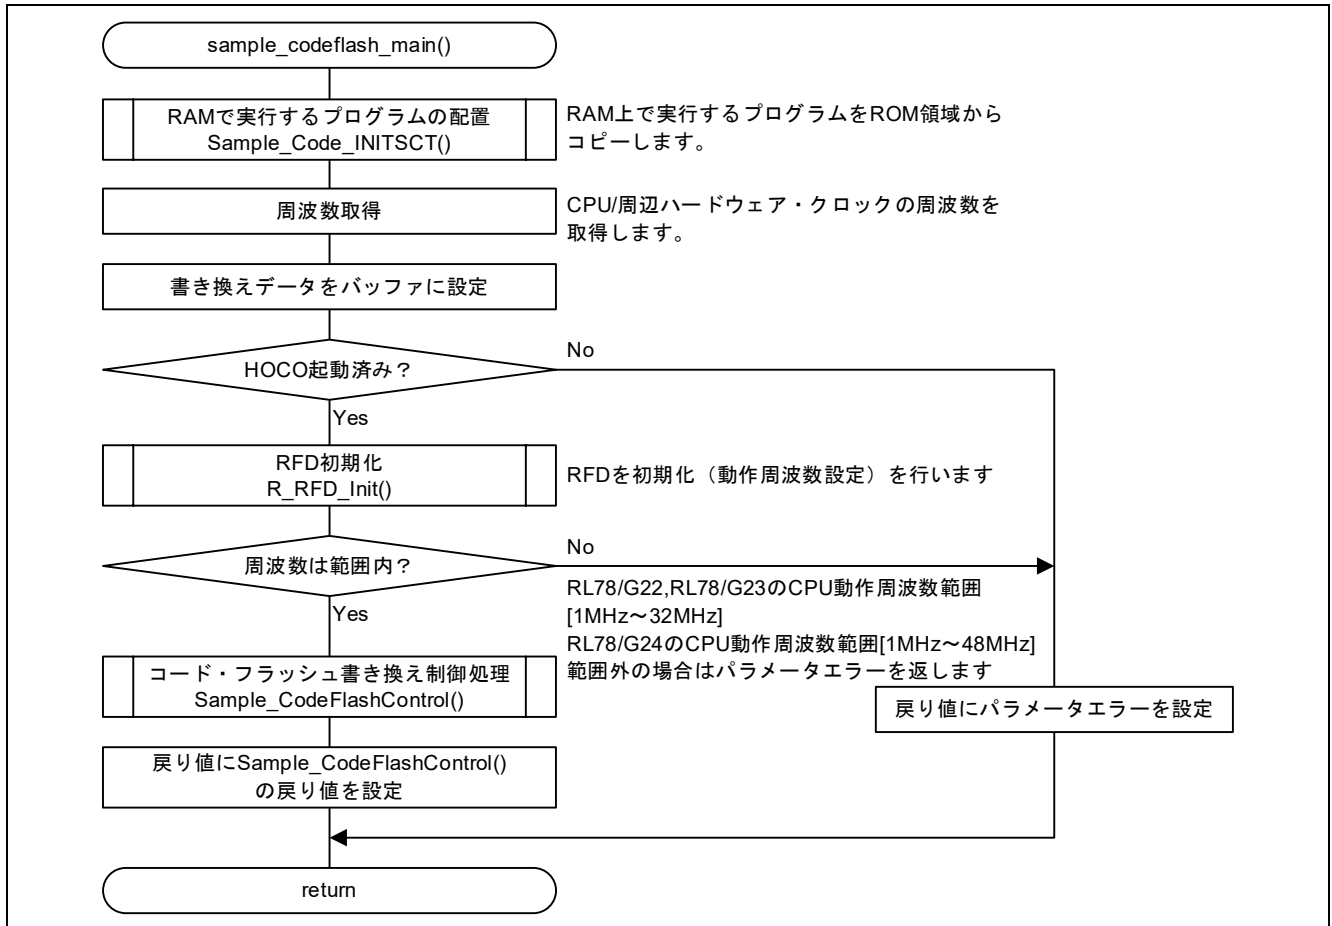 sample_codeflash_main()
RAMで実行するプログラムの配置
Sample_Code_INITSCT()
RAM上で実行するプログラムをROM領域から
コピーします。
周波数取得
CPU/周辺ハードウェア・クロックの周波数を
取得します。
書き換えデータをバッファに設定
HOCO起動済み？
No
Yes
RFD初期化
R_RFD_Init()
RFDを初期化（動作周波数設定）を行います
周波数は範囲内？
No
Yes
RL78/G22,RL78/G23のCPU動作周波数範囲
[1MHz～32MHz]
RL78/G24のCPU動作周波数範囲[1MHz～48MHz]
範囲外の場合はパラメータエラーを返します
コード・フラッシュ書き換え制御処理
Sample_CodeFlashControl()
戻り値にパラメータエラーを設定
戻り値にSample_CodeFlashControl()
の戻り値を設定
return